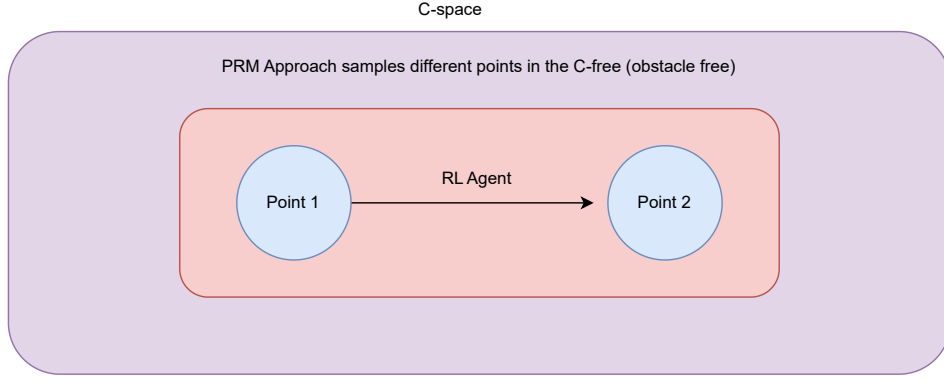 C-space
PRM Approach samples different points in the C-free (obstacle free)
RL Agent
Point 1
Point 2